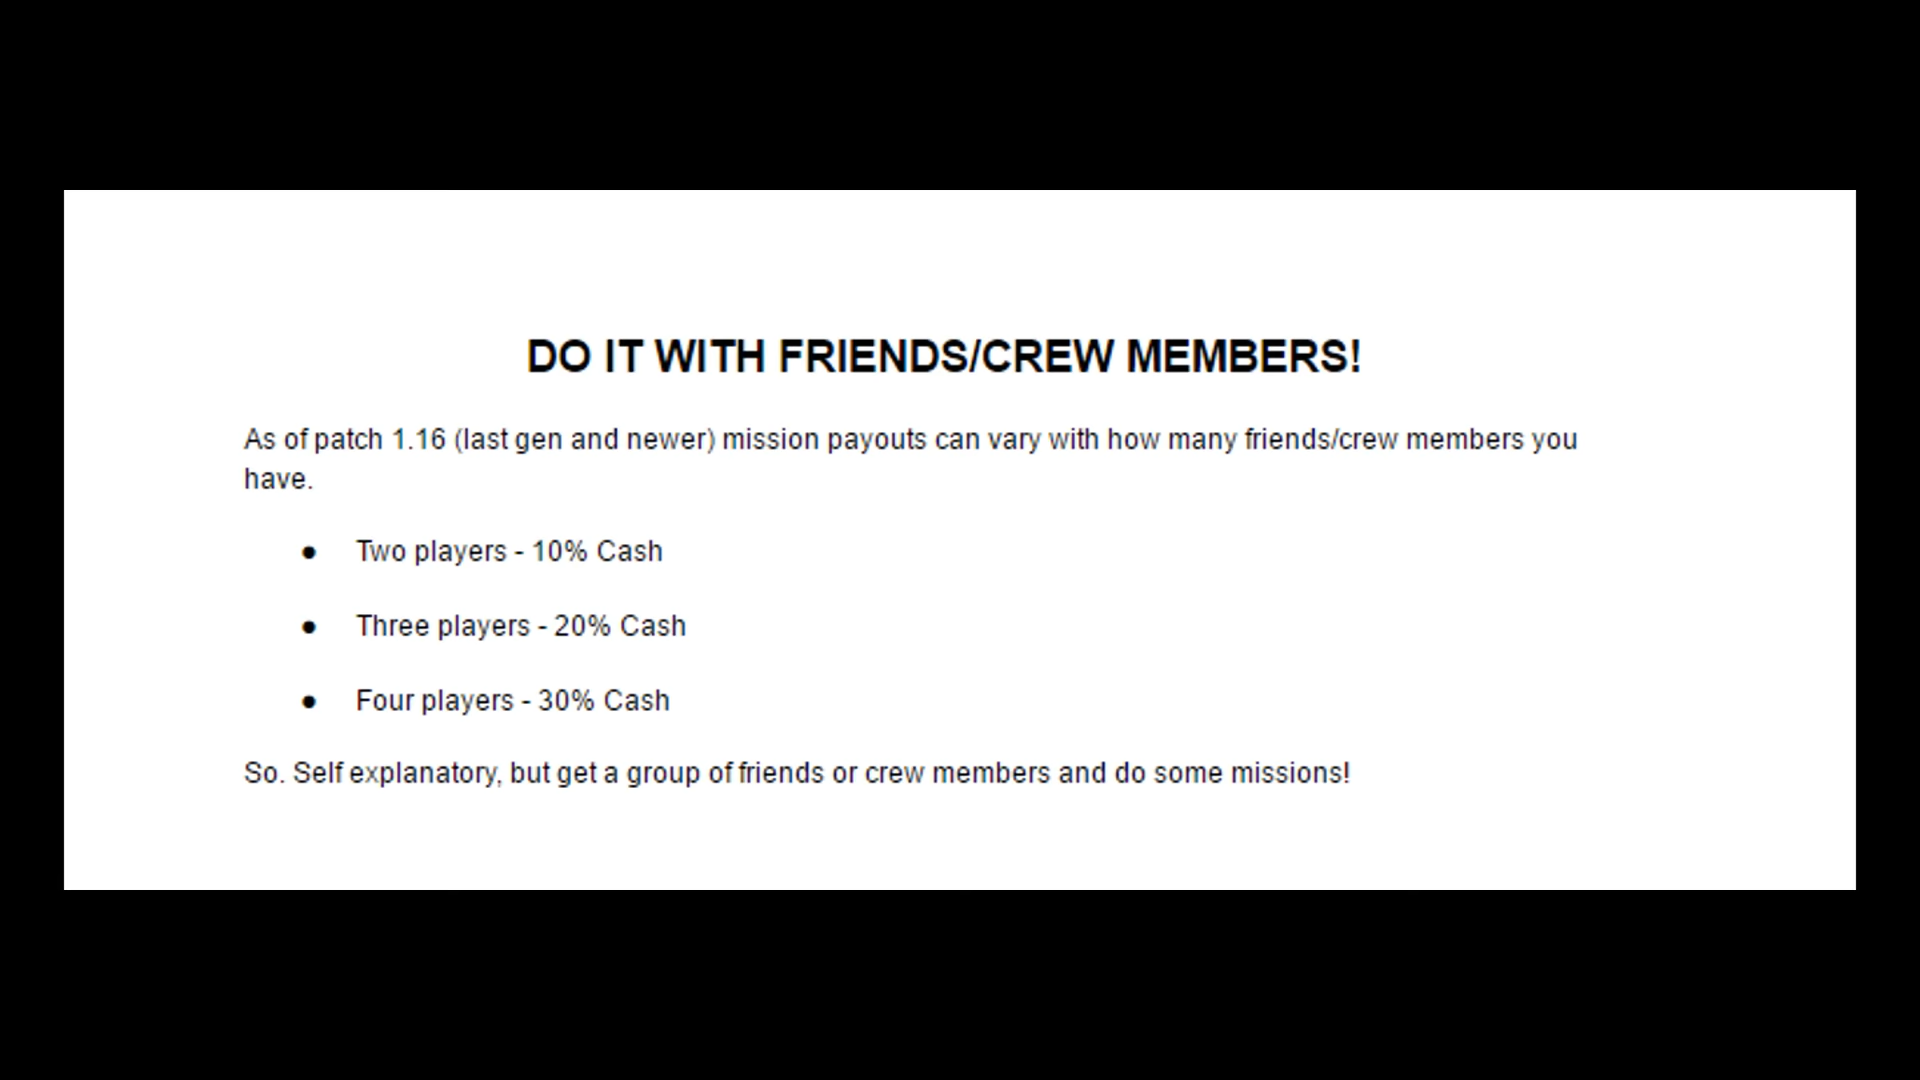 DO IT WITH FRIENDS/CREW MEMBERS!
As of patch 1.16 (last gen and newer) mission payouts can vary with how many friends/crew members you
have.
● Two players - 10% Cash
● Three players - 20% Cash
● Four players - 30% Cash
So. Self explanatory, but get a group of friends or crew members and do some missions!